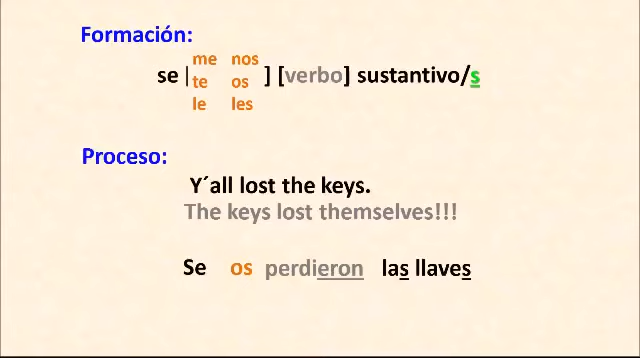 Formación:
me nos
se [ te os ] [verbo] sustantivo/s
le les
Proceso:
Y´all lost the keys.
The keys lost themselves!!!
Se os perdieron las llaves